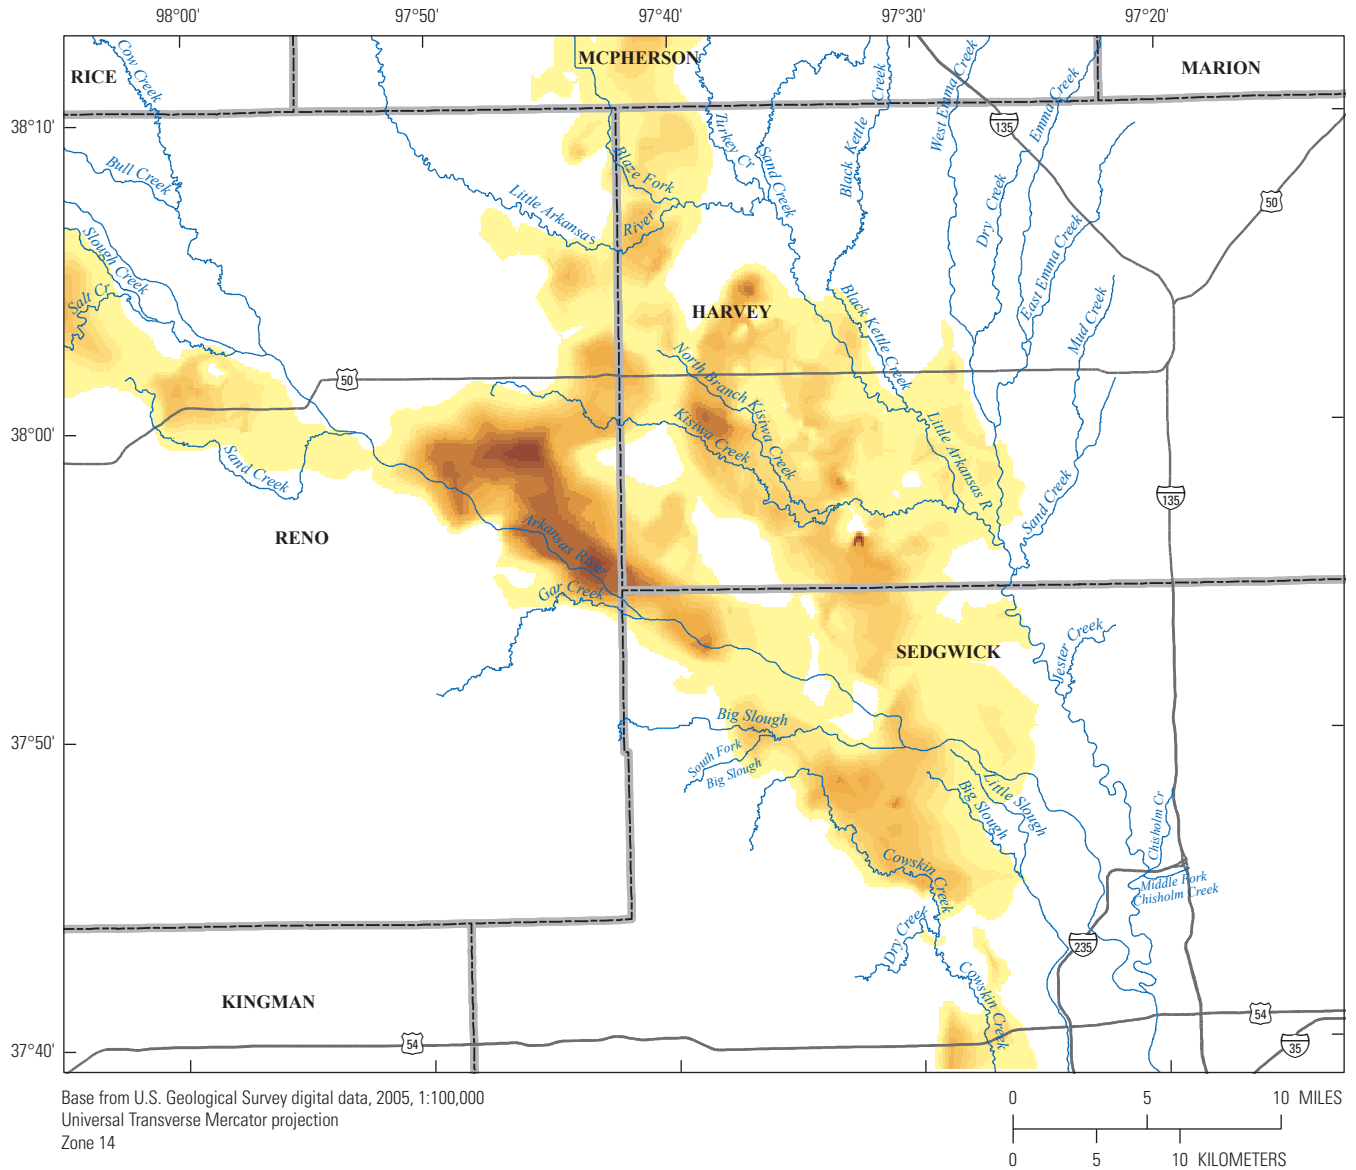 98°00'
97°50'
97°40'
97°30'
97°20'
RICE
Cow Creek
MCPHERSON
MARION
38°10'
Bull Creek
Little Arkansas
River
Blaze Fork
Turkey Cr
Sand Creek
Black Kettle Creek
West Emma Creek
Emma Creek
135
50
Dry Creek
East Emma Creek
Mud Creek
Slough Creek
Salt Cr
HARVEY
Black Kettle Creek
50
North Branch Kisiwa Creek
Kisiwa Creek
Little Arkansas R
38°00'
Sand Creek
Sand Creek
135
RENO
Arkansas River
Gar Creek
SEDGWICK
Jester Creek
37°50'
Big Slough
South Fork
Big Slough
Little Slough
Big Slough
Chisholm Cr
Cowskin Creek
Middle Fork
Chisholm Creek
Dry Creek
235
Cowskin Creek
KINGMAN
54
54
35
37°40'
Base from U.S. Geological Survey digital data, 2005, 1:100,000
Universal Transverse Mercator projection
Zone 14
0 5 10 MILES
0 5 10 KILOMETERS